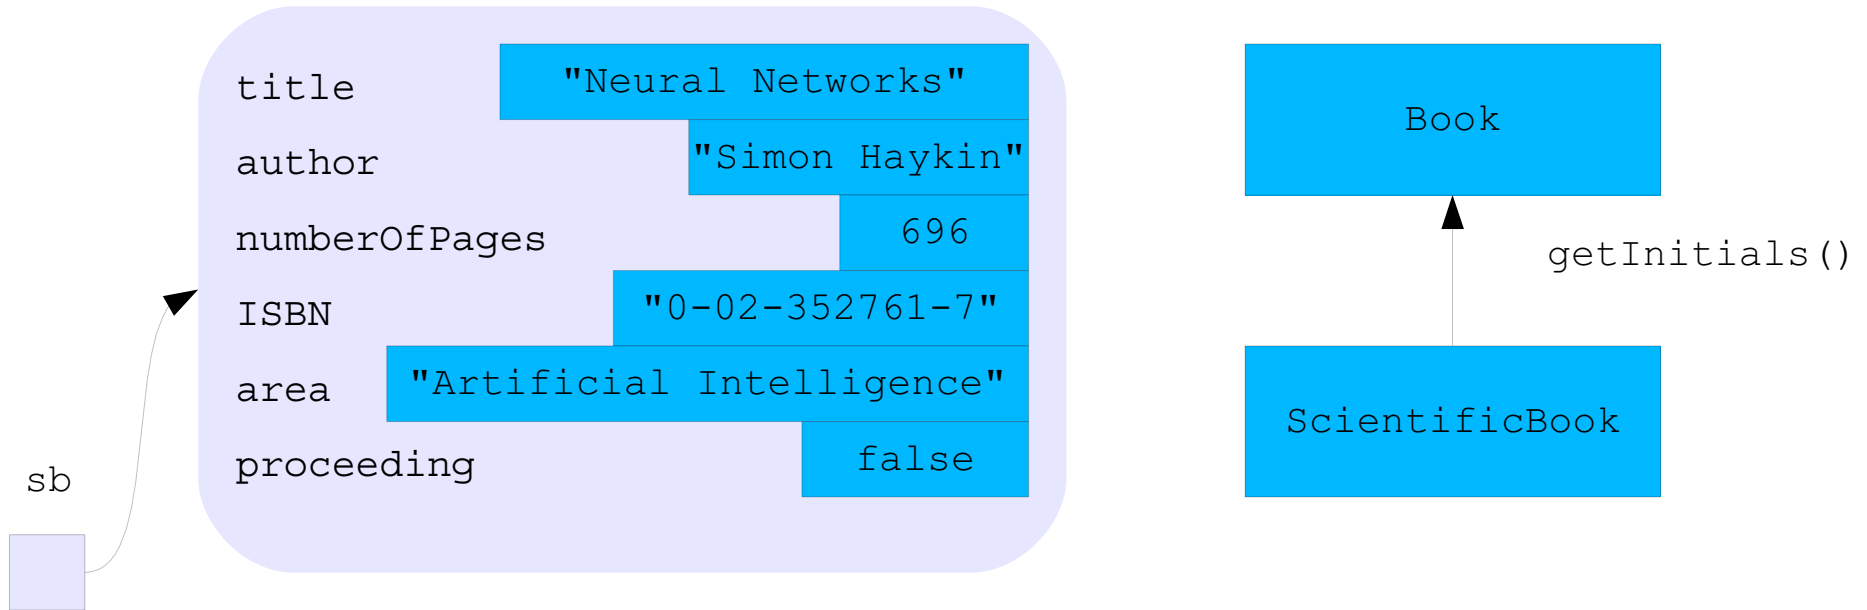 title "Neural Networks"
author "Simon Haykin"
numberOfPages 696
ISBN "0-02-352761-7"
area "Artificial Intelligence"
proceeding false
sb
Book
getInitials()
ScientificBook